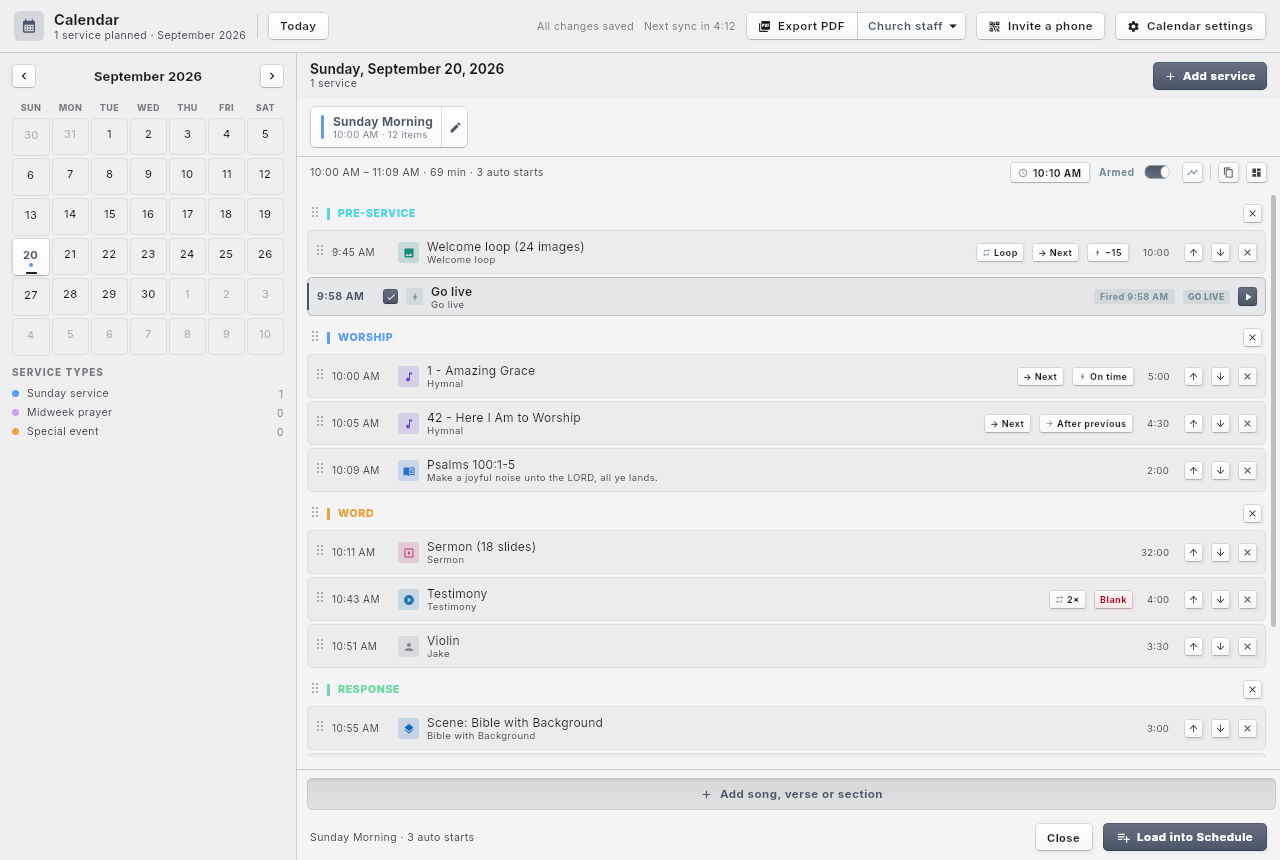 Calendar
1 service planned · September 2026
Today
All changes saved
Next sync in 4:12
Export PDF
Church staff
Invite a phone
Calendar settings
September 2026
SUN MON TUE WED THU FRI SAT
30 31 1 2 3 4 5
6 7 8 9 10 11 12
13 14 15 16 17 18 19
20 21 22 23 24 25 26
27 28 29 30 1 2 3
4 5 6 7 8 9 10
SERVICE TYPES
Sunday service 1
Midweek prayer 0
Special event 0
Sunday, September 20, 2026
1 service
Add service
Sunday Morning
10:00 AM · 12 items
10:00 AM – 11:09 AM · 69 min · 3 auto starts
10:10 AM
Armed
PRE-SERVICE
9:45 AM Welcome loop (24 images) Loop → Next −15 10:00
Welcome loop
9:58 AM Go live Fired 9:58 AM GO LIVE
Go live
WORSHIP
10:00 AM 1 - Amazing Grace → Next On time 5:00
Hymnal
10:05 AM 42 - Here I Am to Worship → Next → After previous 4:30
Hymnal
10:09 AM Psalms 100:1-5 2:00
Make a joyful noise unto the LORD, all ye lands.
WORD
10:11 AM Sermon (18 slides) 32:00
Sermon
10:43 AM Testimony 2× Blank 4:00
Testimony
10:51 AM Violin 3:30
Jake
RESPONSE
10:55 AM Scene: Bible with Background 3:00
Bible with Background
Add song, verse or section
Sunday Morning · 3 auto starts
Close
Load into Schedule